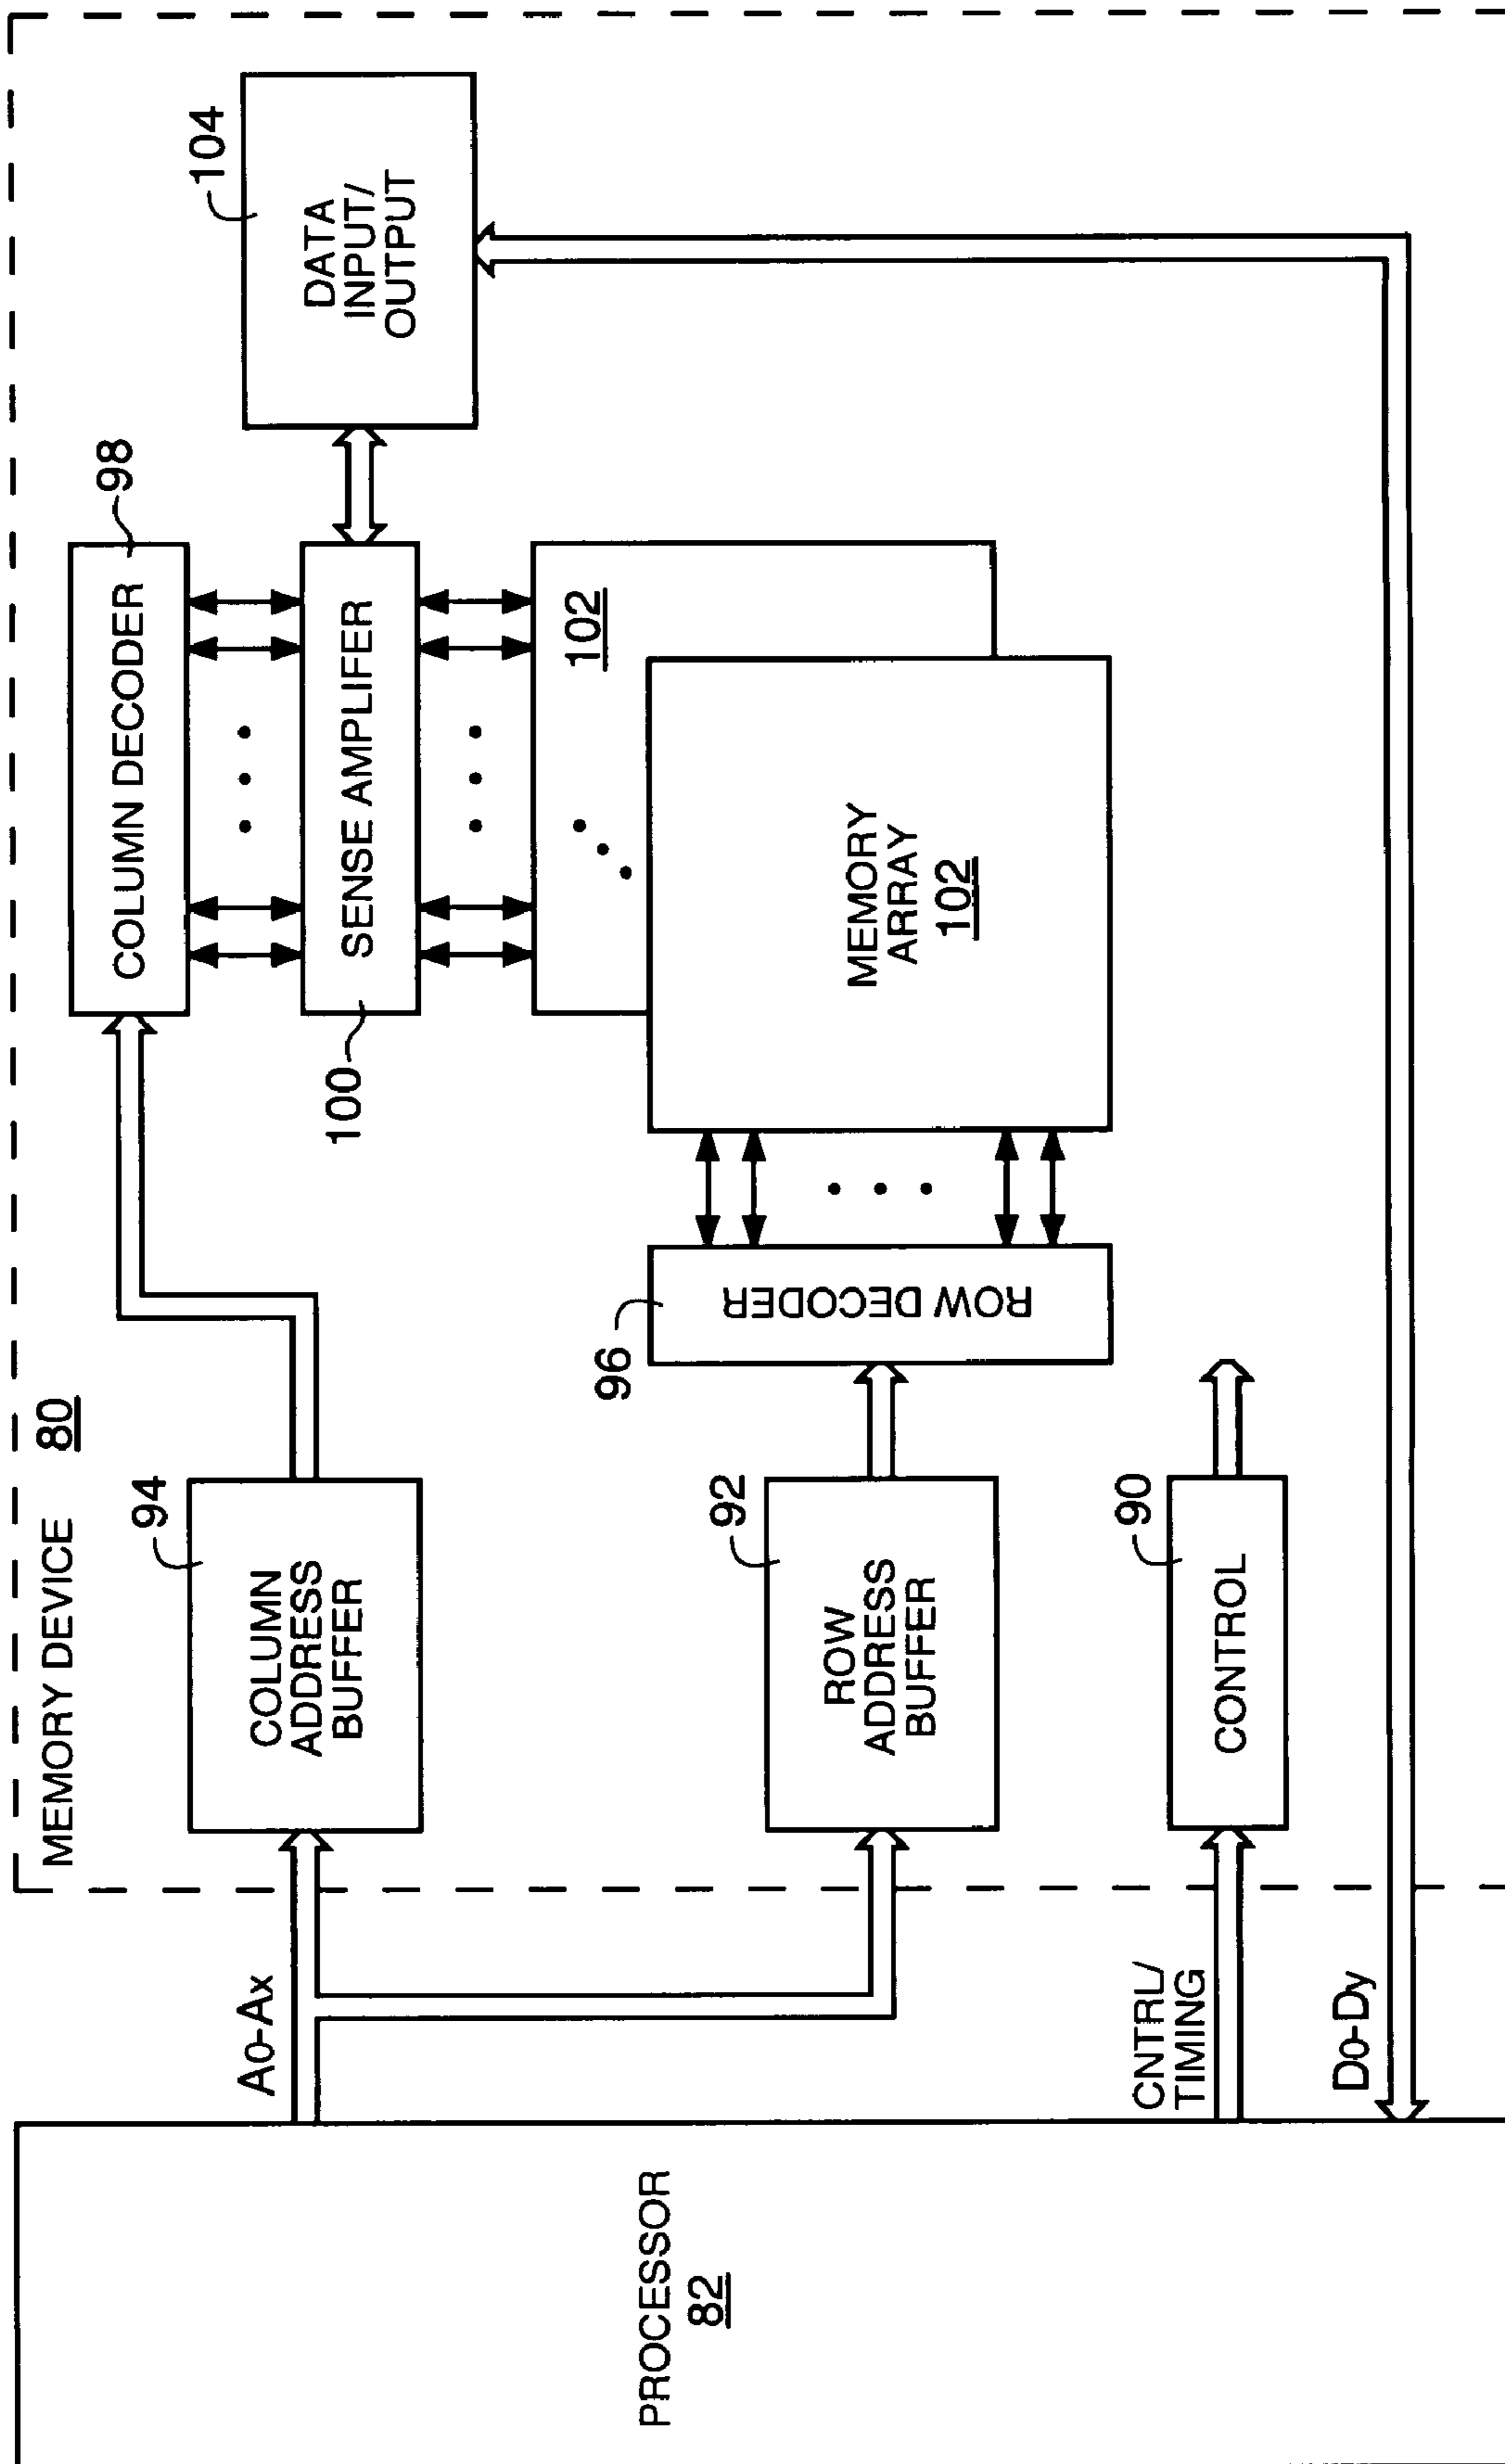 MEMORY DEVICE 80
PROCESSOR
82
A0-Ax
CNTRL/
TIMING
D0-Dy
94
COLUMN
ADDRESS
BUFFER
92
ROW
ADDRESS
BUFFER
90
CONTROL
96
ROW DECODER
98
COLUMN DECODER
100
SENSE AMPLIFER
102
MEMORY
ARRAY
102
104
DATA
INPUT/
OUTPUT